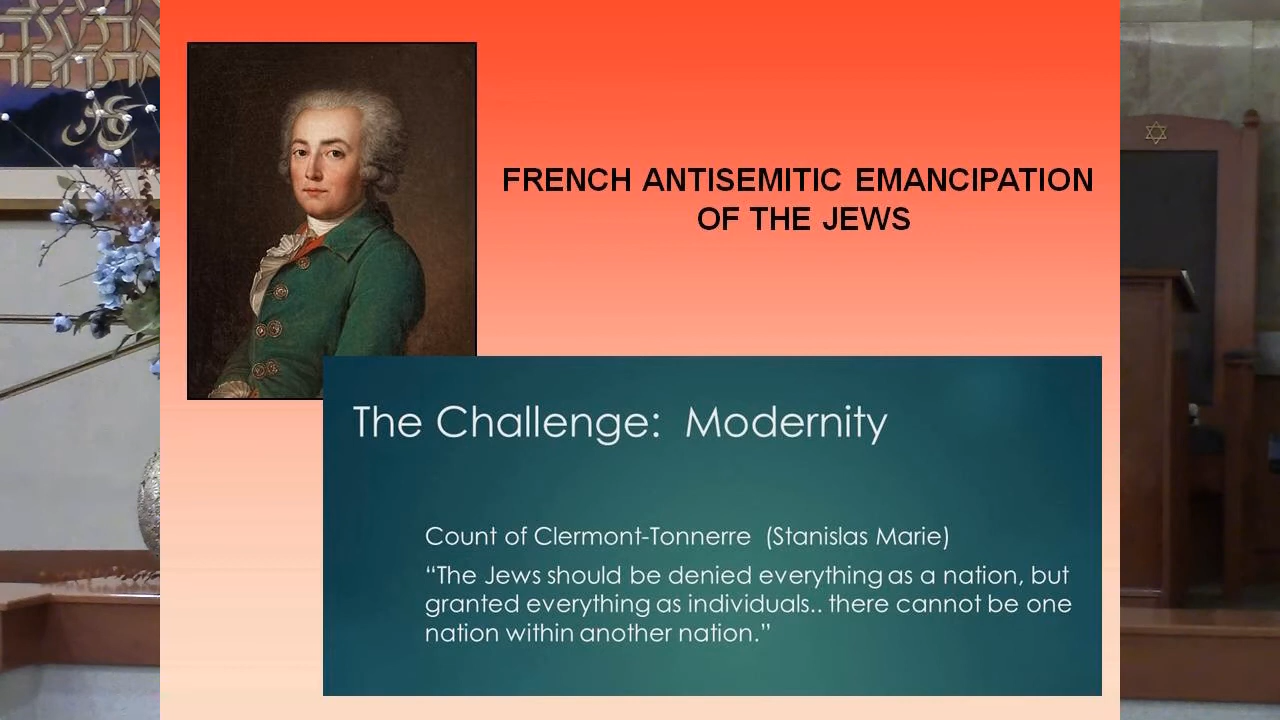 FRENCH ANTISEMITIC EMANCIPATION
OF THE JEWS
The Challenge: Modernity
Count of Clermont-Tonnerre (Stanislas Marie)
“The Jews should be denied everything as a nation, but
granted everything as individuals.. there cannot be one
nation within another nation.”